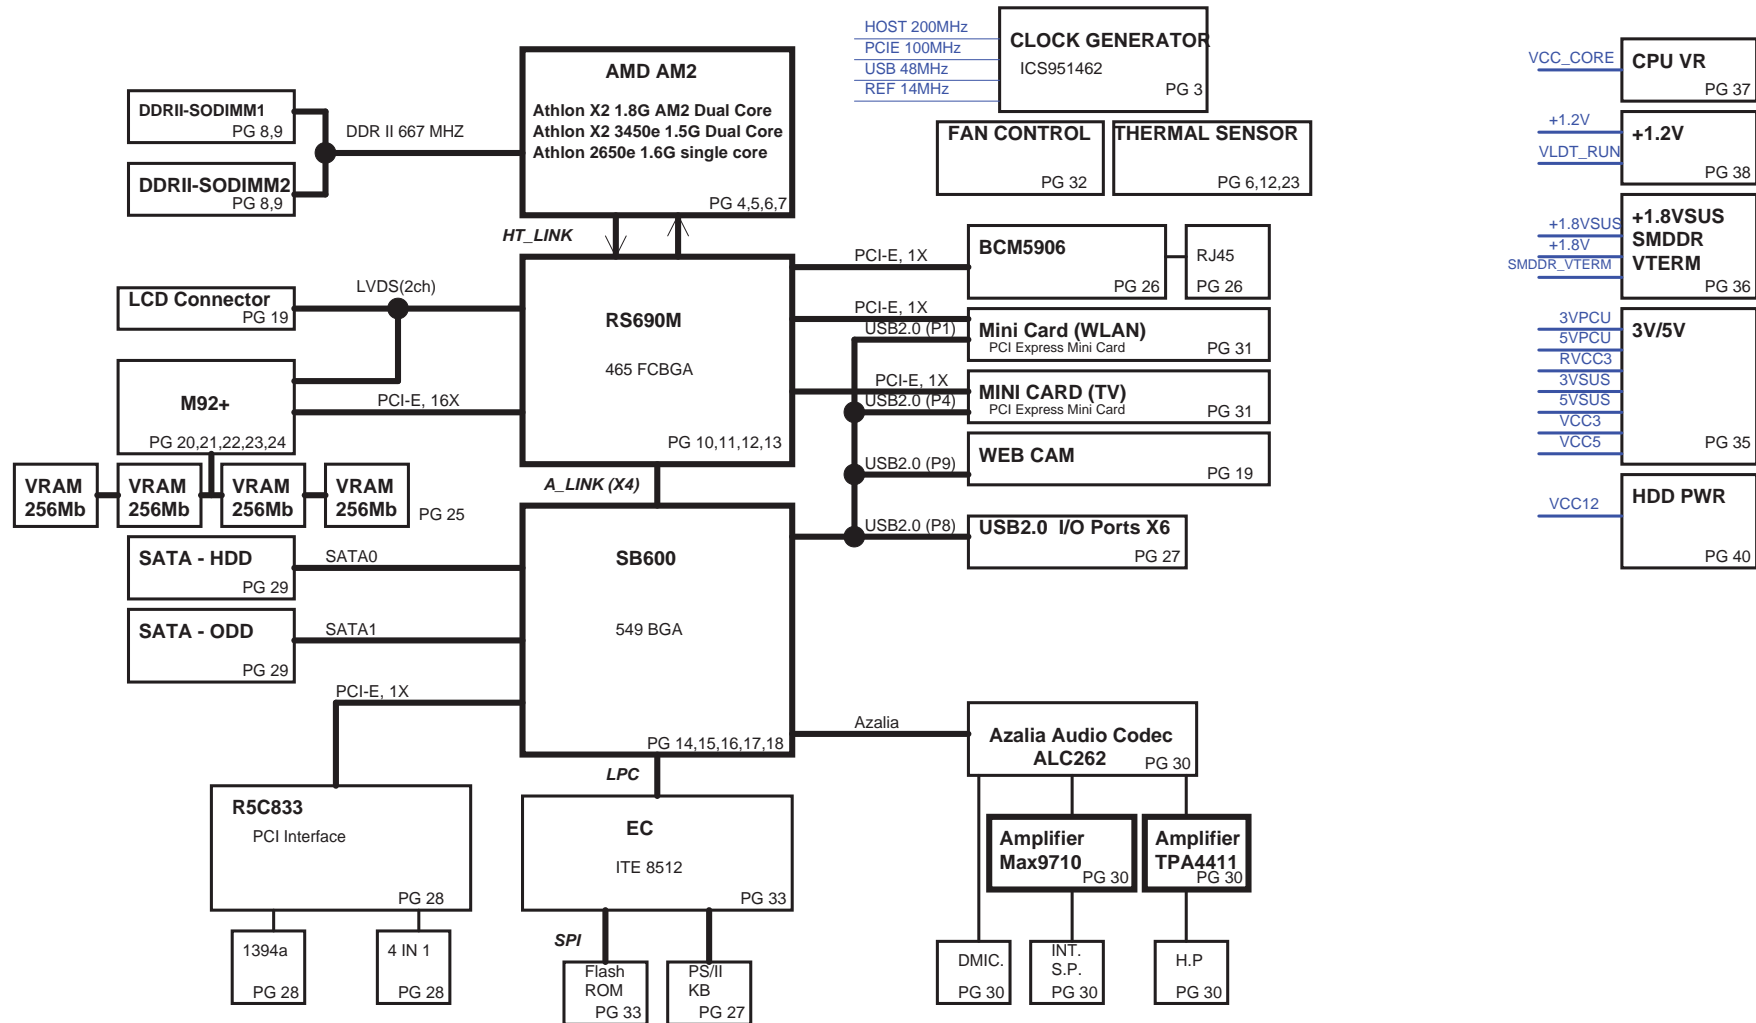 HOST 200MHz
PCIE 100MHz
USB 48MHz
REF 14MHz
CLOCK GENERATOR
ICS951462
PG 3
AMD AM2
Athlon X2 1.8G AM2 Dual Core
Athlon X2 3450e 1.5G Dual Core
Athlon 2650e 1.6G single core
PG 4,5,6,7
DDRII-SODIMM1
PG 8,9
DDR II 667 MHZ
DDRII-SODIMM2
PG 8,9
FAN CONTROL
PG 32
THERMAL SENSOR
PG 6,12,23
VCC_CORE
CPU VR
PG 37
+1.2V
VLDT_RUN
+1.2V
PG 38
+1.8VSUS
+1.8V
SMDDR_VTERM
+1.8VSUS
SMDDR
VTERM
PG 36
3VPCU
5VPCU
RVCC3
3VSUS
5VSUS
VCC3
VCC5
3V/5V
PG 35
VCC12
HDD PWR
PG 40
HT_LINK
RS690M
465 FCBGA
PG 10,11,12,13
LCD Connector
PG 19
LVDS(2ch)
M92+
PG 20,21,22,23,24
PCI-E, 16X
VRAM
256Mb
VRAM
256Mb
VRAM
256Mb
VRAM
256Mb
PG 25
PCI-E, 1X
BCM5906
PG 26
RJ45
PG 26
PCI-E, 1X
USB2.0 (P1)
Mini Card (WLAN)
PCI Express Mini Card
PG 31
PCI-E, 1X
USB2.0 (P4)
MINI CARD (TV)
PCI Express Mini Card
PG 31
USB2.0 (P9)
WEB CAM
PG 19
USB2.0 (P8)
USB2.0 I/O Ports X6
PG 27
A_LINK (X4)
SB600
549 BGA
PG 14,15,16,17,18
SATA - HDD
PG 29
SATA0
SATA - ODD
PG 29
SATA1
PCI-E, 1X
R5C833
PCI Interface
PG 28
1394a
PG 28
4 IN 1
PG 28
LPC
EC
ITE 8512
PG 33
SPI
Flash
ROM
PG 33
PS/II
KB
PG 27
Azalia
Azalia Audio Codec
ALC262
PG 30
Amplifier
Max9710
PG 30
Amplifier
TPA4411
PG 30
DMIC.
PG 30
INT.
S.P.
PG 30
H.P
PG 30